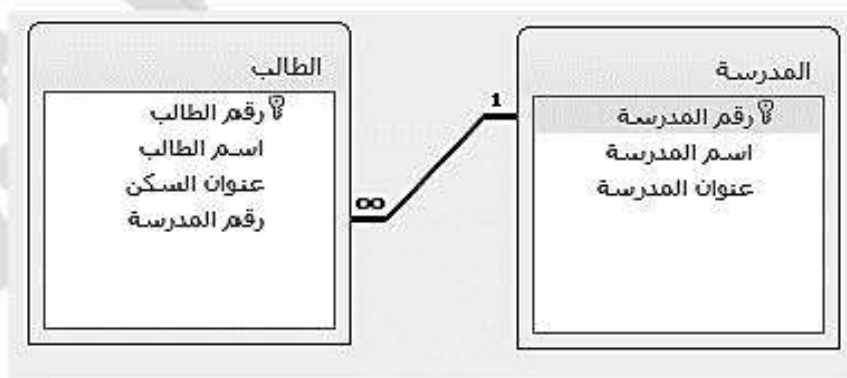 المدرسة
رقم المدرسة
اسم المدرسة
عنوان المدرسة
1
∞
الطالب
رقم الطالب
اسم الطالب
عنوان السكن
رقم المدرسة